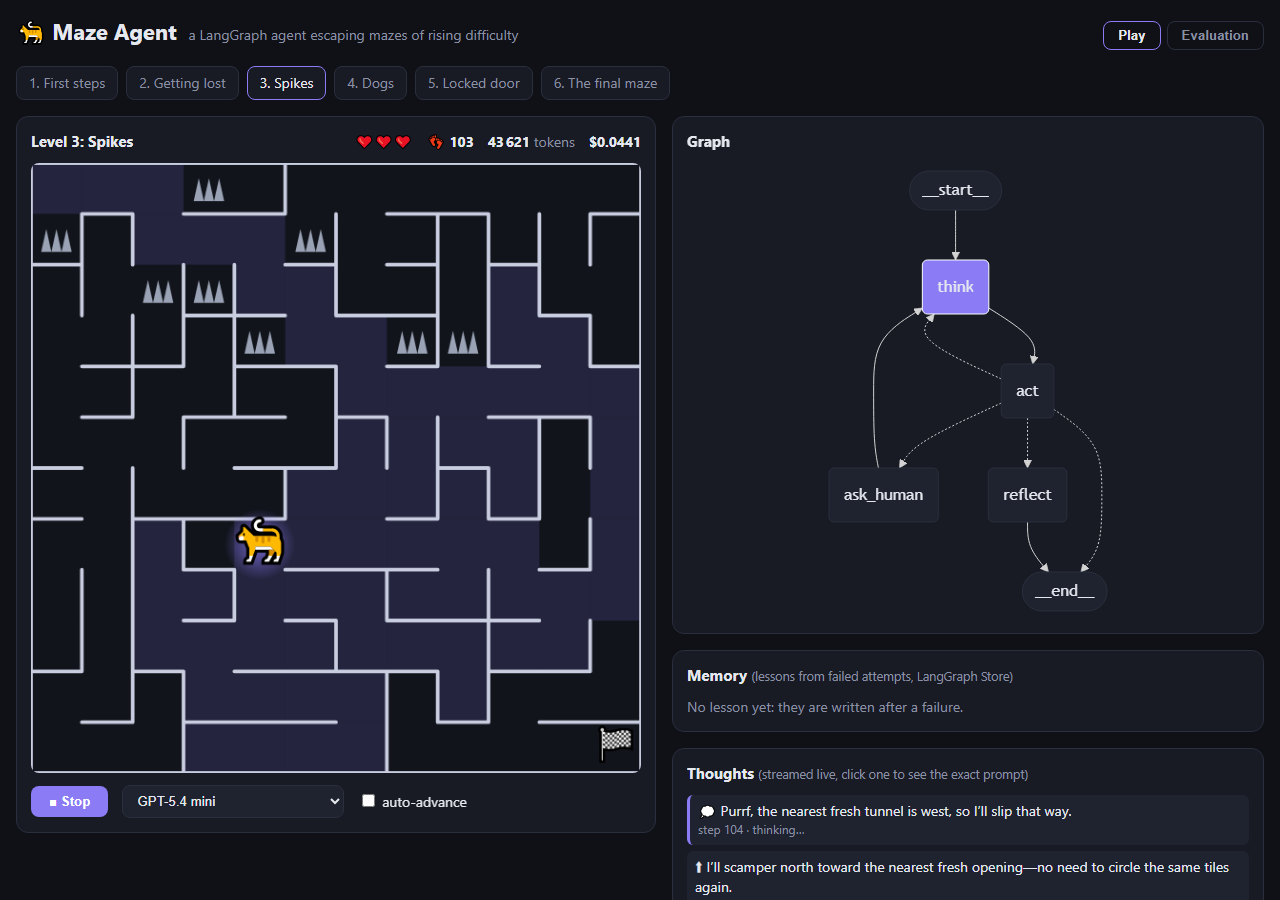 Maze Agent a LangGraph agent escaping mazes of rising difficulty
Play
Evaluation
1. First steps
2. Getting lost
3. Spikes
4. Dogs
5. Locked door
6. The final maze
Level 3: Spikes
103
43 621 tokens
$0.0441
Stop
GPT-5.4 mini
auto-advance
Graph
__start__
think
act
ask_human
reflect
__end__
Memory (lessons from failed attempts, LangGraph Store)
No lesson yet: they are written after a failure.
Thoughts (streamed live, click one to see the exact prompt)
Purrf, the nearest fresh tunnel is west, so I’ll slip that way.
step 104 · thinking…
I’ll scamper north toward the nearest fresh opening—no need to circle the same tiles
again.